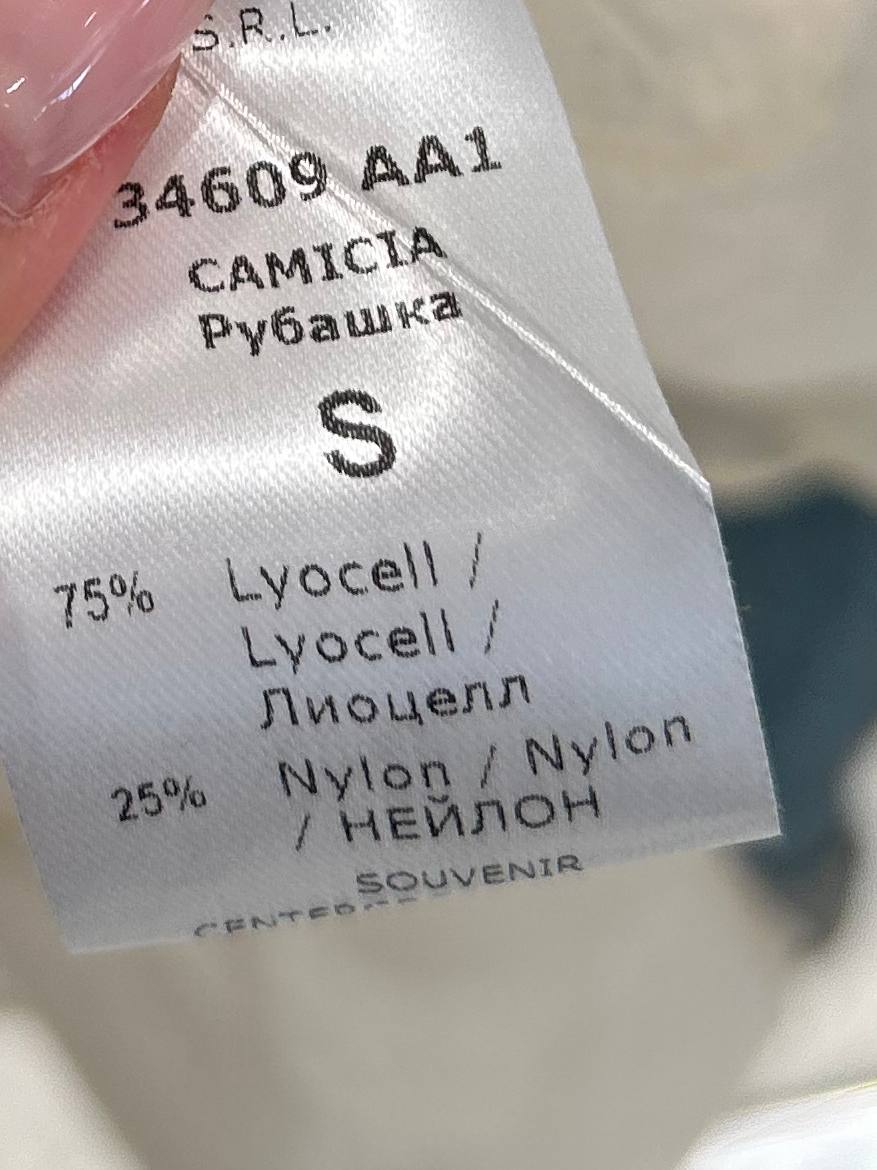 S.R.L.
34609 AA1
CAMICIA
Рубашка
S
75% Lyocell /
Lyocell /
Лиоцелл
25% Nylon / Nylon
/ НЕЙЛОН
SOUVENIR